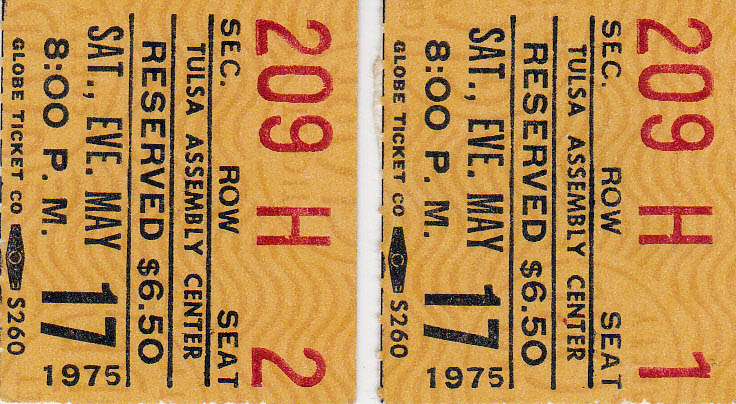 209 H 2
SEC. ROW SEAT
TULSA ASSEMBLY CENTER
RESERVED $6.50
SAT., EVE. MAY 17 1975
8:00 P. M.
GLOBE TICKET CO S260
209 H 1
SEC. ROW SEAT
TULSA ASSEMBLY CENTER
RESERVED $6.50
SAT., EVE. MAY 17 1975
8:00 P. M.
GLOBE TICKET CO S260